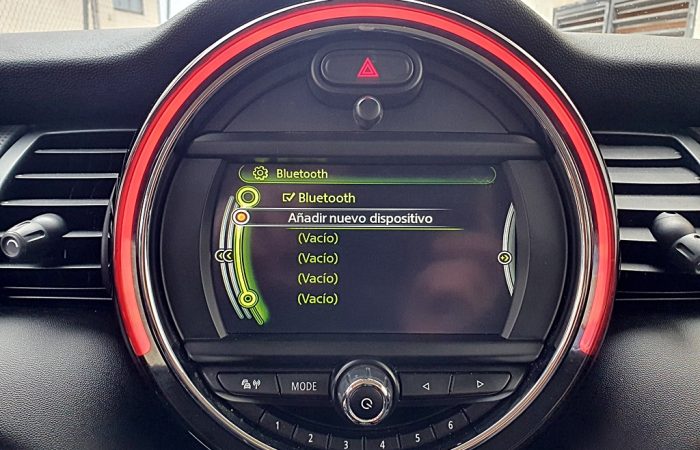 Bluetooth
Bluetooth
Añadir nuevo dispositivo
(Vacío)
(Vacío)
(Vacío)
(Vacío)
MODE
1 2 3 4 5 6